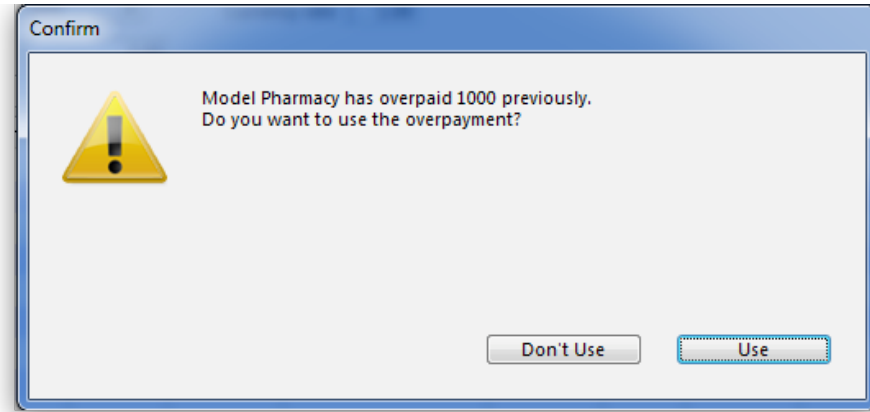 Confirm
Model Pharmacy has overpaid 1000 previously.
Do you want to use the overpayment?
Don't Use
Use